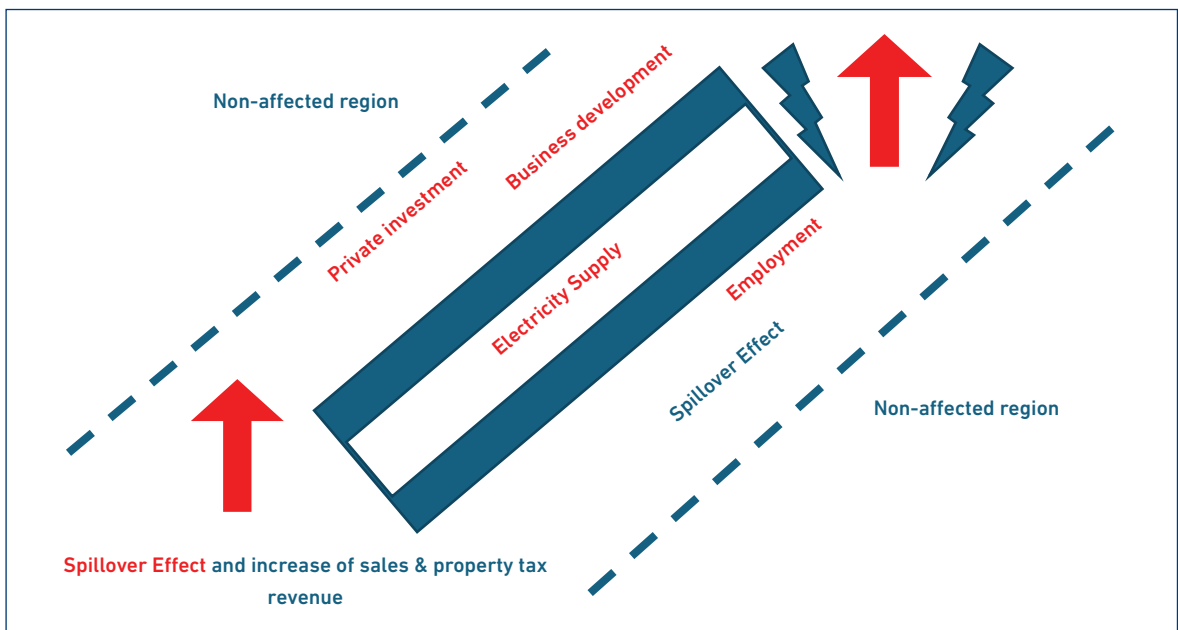 Non-affected region
Business development
Private investment
Electricity Supply
Employment
Spillover Effect
Non-affected region
Spillover Effect and increase of sales & property tax
revenue